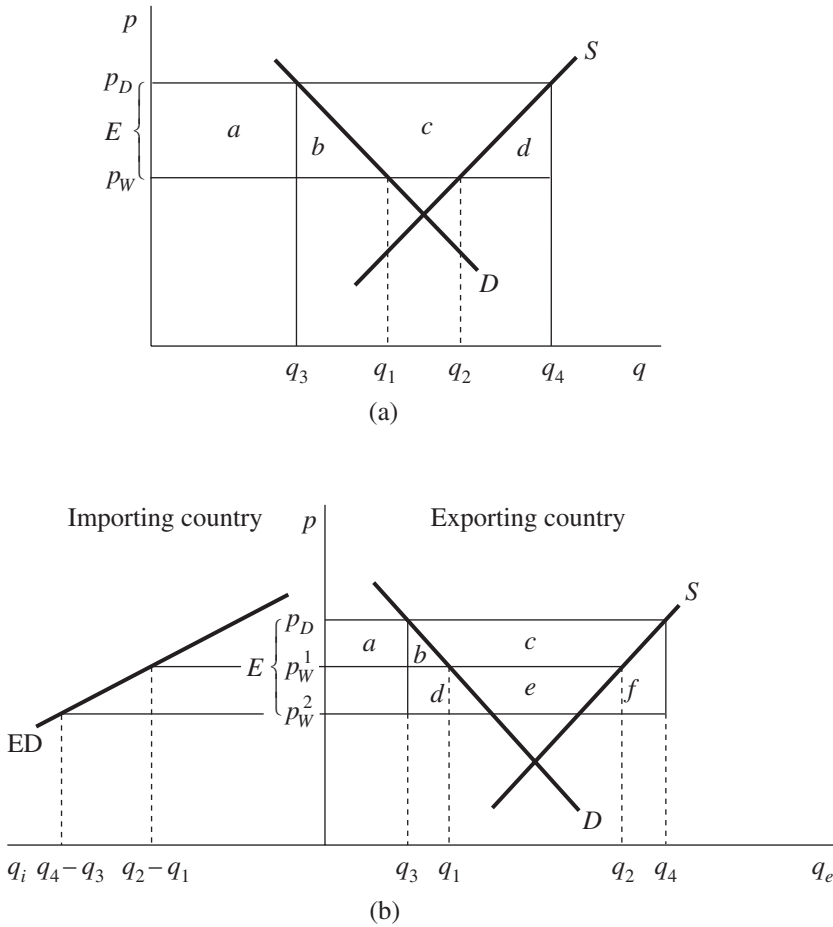 p
S
p_D
E
a
b
c
d
p_W
D
q_3 q_1 q_2 q_4 q
(a)
Importing country p Exporting country
S
p_D
a
b
c
E
p_W^1
d
e
f
p_W^2
ED
D
q_i q_4 – q_3 q_2 – q_1 q_3 q_1 q_2 q_4 q_e
(b)